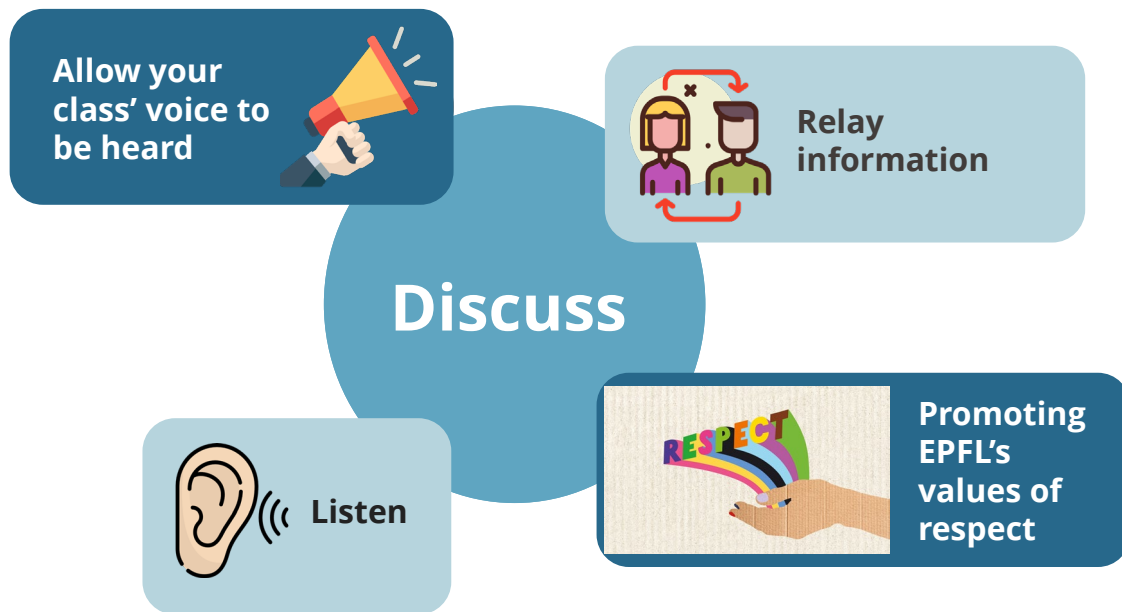 Allow your
class’ voice to
be heard
Relay
information
Discuss
Listen
RESPECT
Promoting
EPFL’s
values of
respect